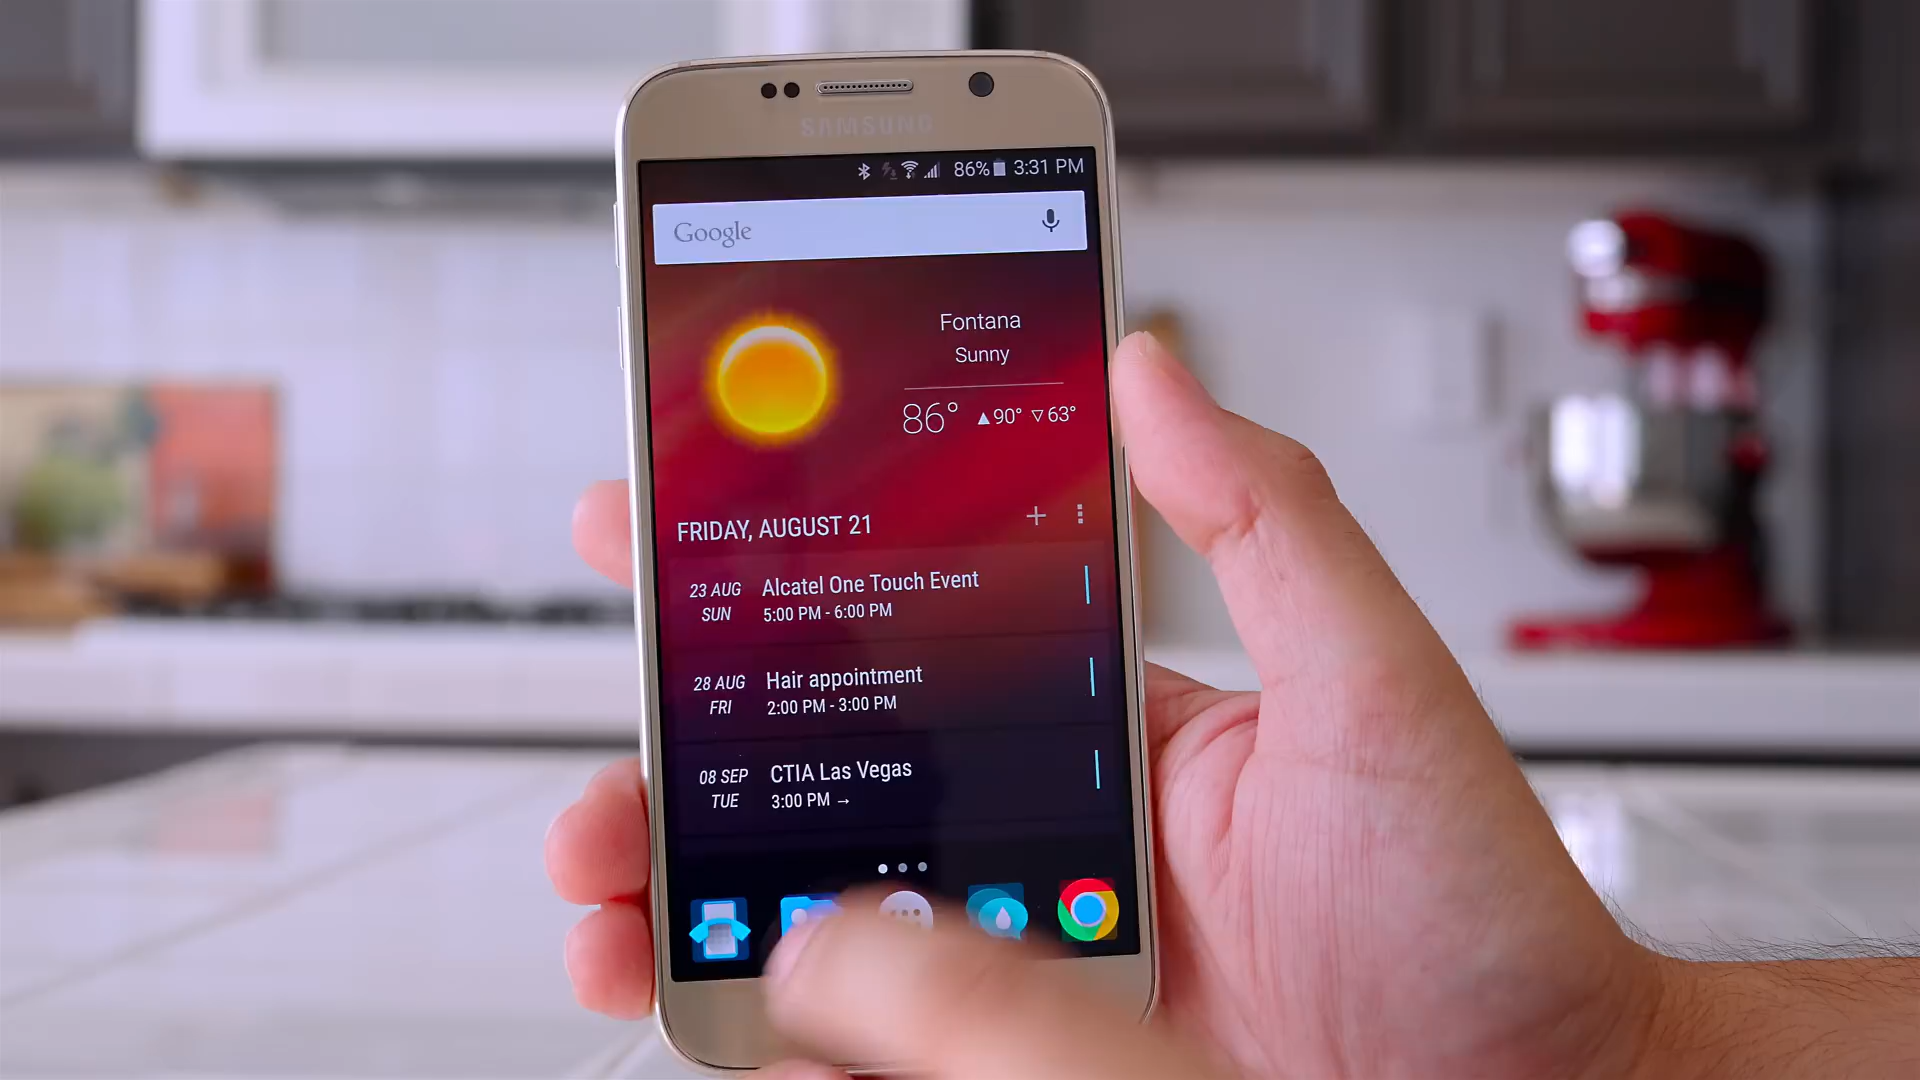 SAMSUNG
86% 3:31 PM
Google
Fontana
Sunny
86° ▲90° ▽63°
FRIDAY, AUGUST 21
23 AUG
SUN
Alcatel One Touch Event
5:00 PM - 6:00 PM
28 AUG
FRI
Hair appointment
2:00 PM - 3:00 PM
08 SEP
TUE
CTIA Las Vegas
3:00 PM →